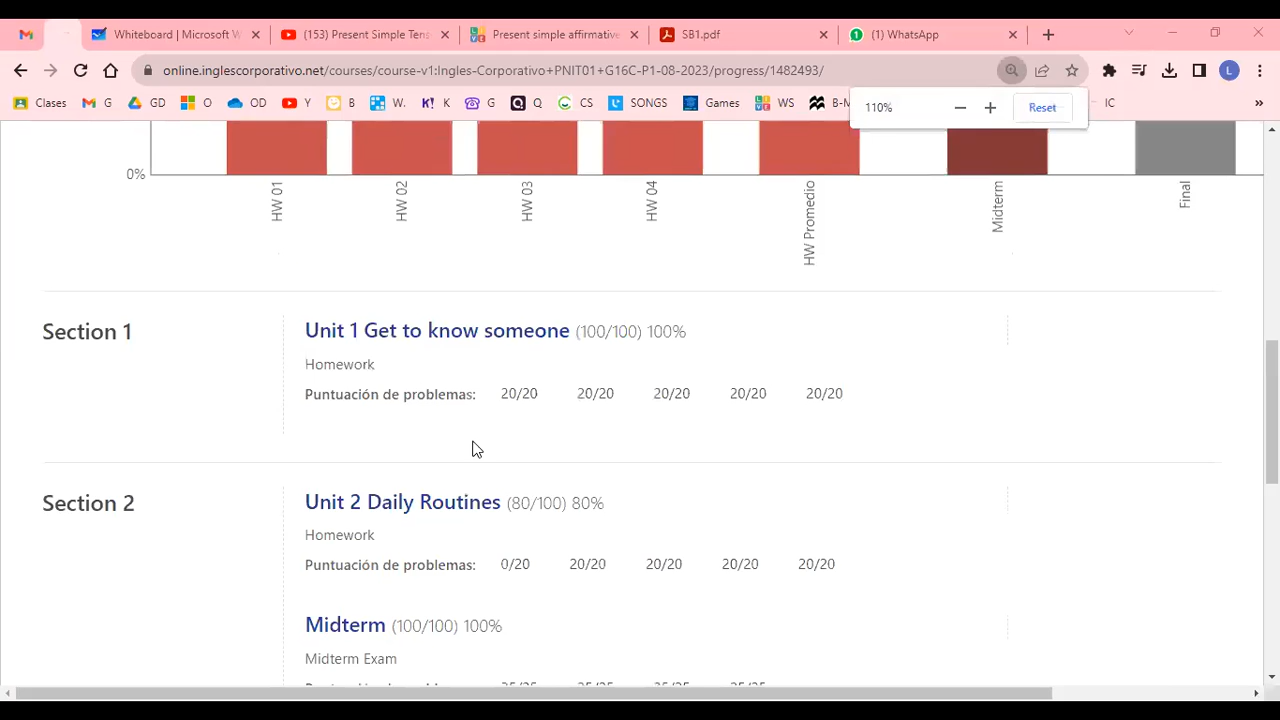 Whiteboard | Microsoft W
(153) Present Simple Tens
Present simple affirmative
SB1.pdf
(1) WhatsApp
online.inglescorporativo.net/courses/course-v1:Ingles-Corporativo+PNIT01+G16C-P1-08-2023/progress/1482493/
L
Clases G GD O OD Y B W. K G Q CS SONGS Games WS B-M IC »
110% − + Reset
0%
HW 01
HW 02
HW 03
HW 04
HW Promedio
Midterm
Final
Section 1
Unit 1 Get to know someone (100/100) 100%
Homework
Puntuación de problemas: 20/20 20/20 20/20 20/20 20/20
Section 2
Unit 2 Daily Routines (80/100) 80%
Homework
Puntuación de problemas: 0/20 20/20 20/20 20/20 20/20
Midterm (100/100) 100%
Midterm Exam